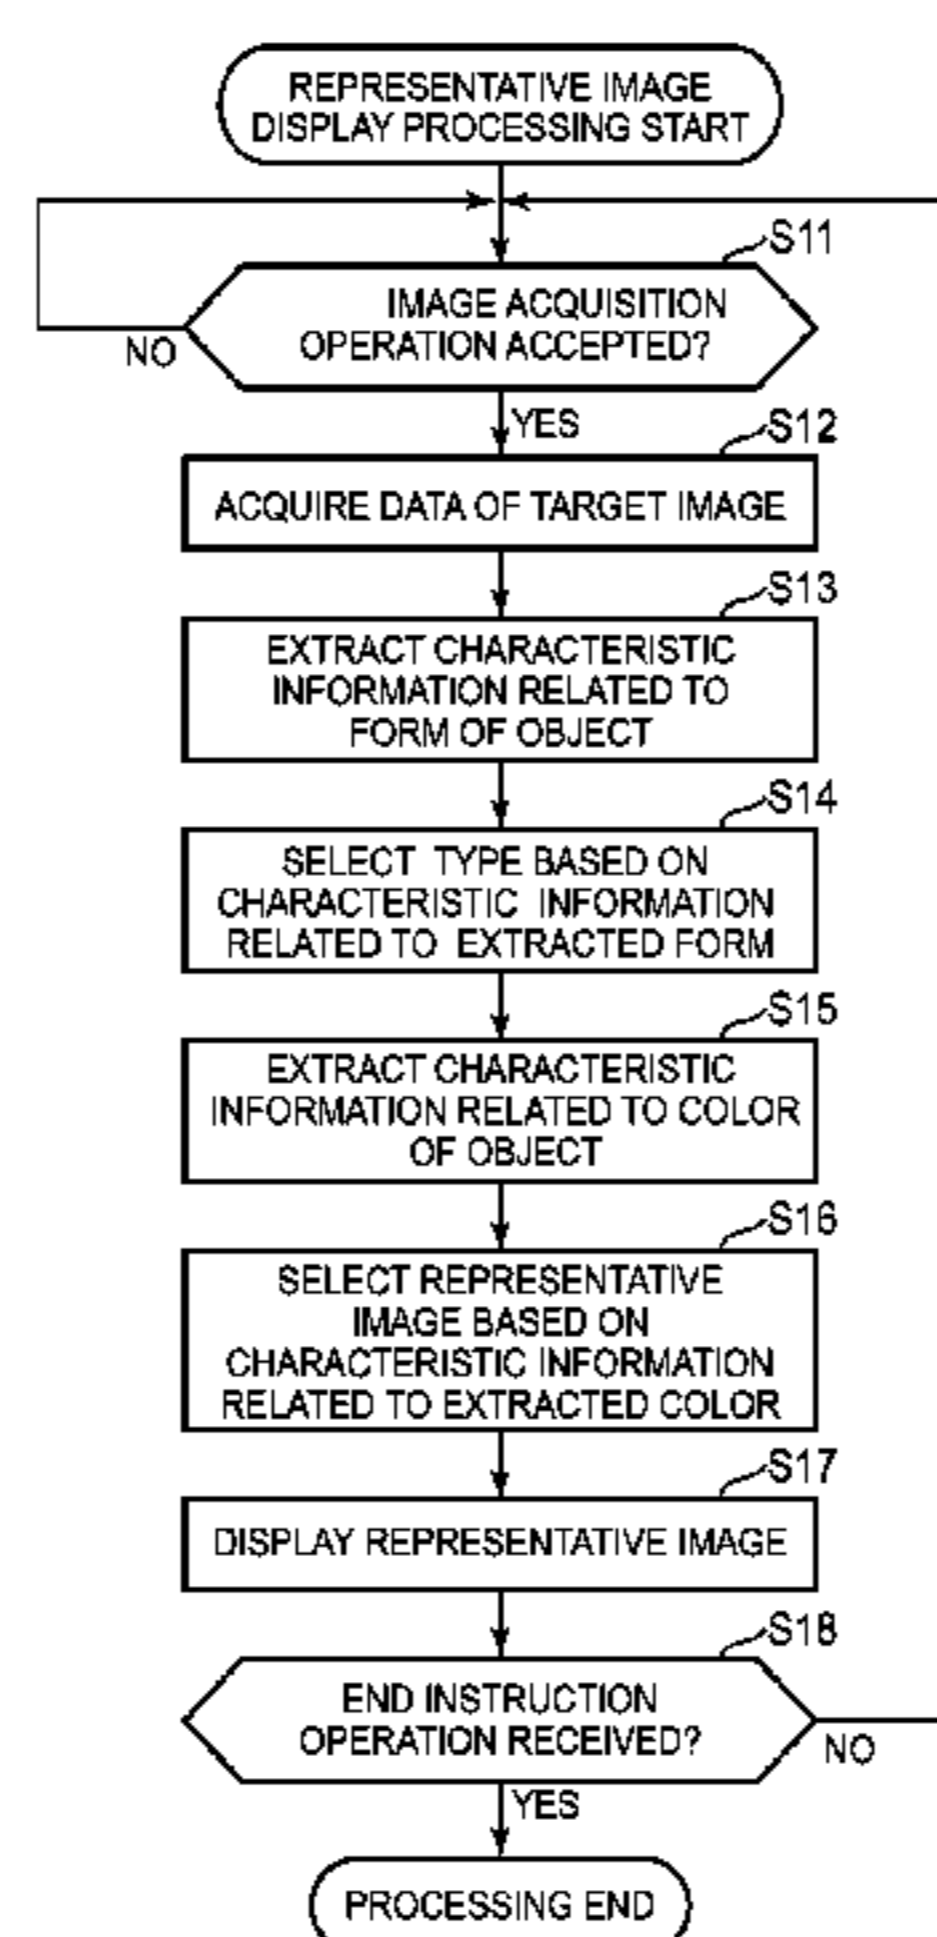 REPRESENTATIVE IMAGE
DISPLAY PROCESSING START
S11
IMAGE ACQUISITION
OPERATION ACCEPTED?
NO
YES
S12
ACQUIRE DATA OF TARGET IMAGE
S13
EXTRACT CHARACTERISTIC
INFORMATION RELATED TO
FORM OF OBJECT
S14
SELECT TYPE BASED ON
CHARACTERISTIC INFORMATION
RELATED TO EXTRACTED FORM
S15
EXTRACT CHARACTERISTIC
INFORMATION RELATED TO COLOR
OF OBJECT
S16
SELECT REPRESENTATIVE
IMAGE BASED ON
CHARACTERISTIC INFORMATION
RELATED TO EXTRACTED COLOR
S17
DISPLAY REPRESENTATIVE IMAGE
S18
END INSTRUCTION
OPERATION RECEIVED?
NO
YES
PROCESSING END